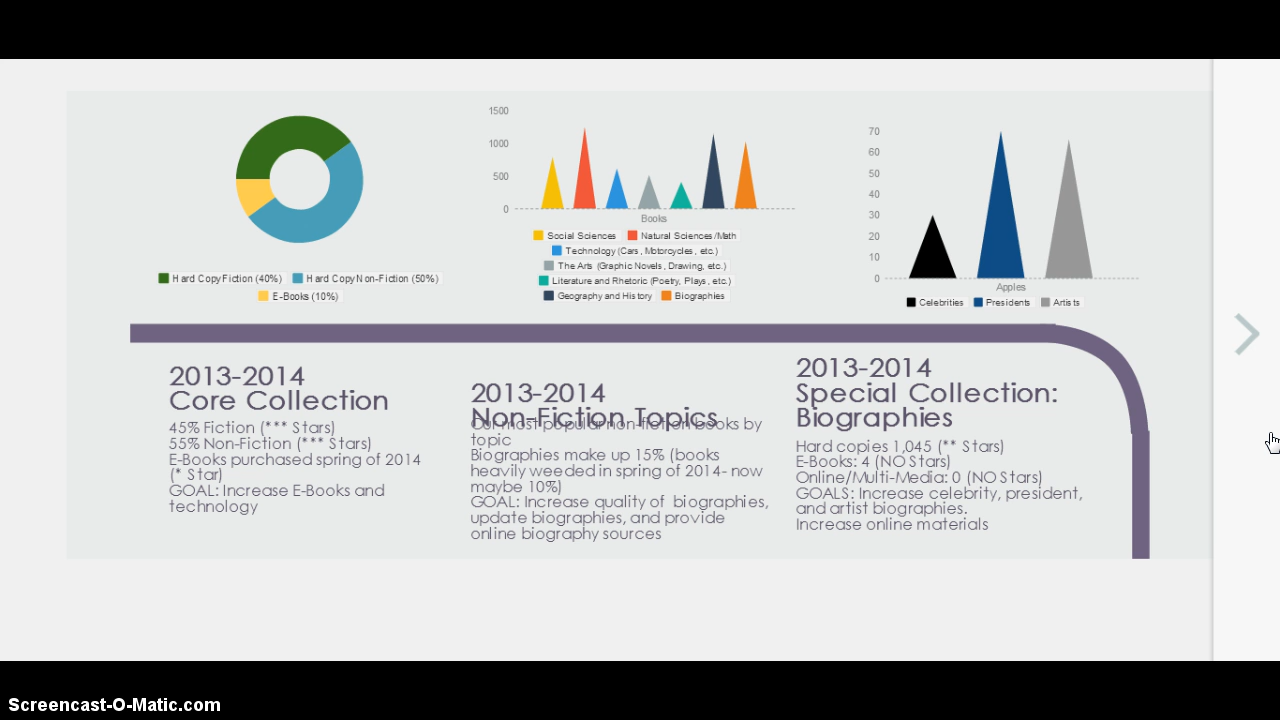 Hard Copy Fiction (40%) Hard Copy Non-Fiction (50%)
E-Books (10%)
1500
1000
500
0
Books
Social Sciences Natural Sciences/Math
Technology (Cars, Motorcycles, etc.)
The Arts (Graphic Novels, Drawing, etc.)
Literature and Rhetoric (Poetry, Plays, etc.)
Geography and History Biographies
70
60
50
40
30
20
10
0
Apples
Celebrities Presidents Artists
2013-2014
Core Collection
45% Fiction (*** Stars)
55% Non-Fiction (*** Stars)
E-Books purchased spring of 2014
(* Star)
GOAL: Increase E-Books and
technology
2013-2014
Non-Fiction Topics
Our most popular non-fiction books by
topic
Biographies make up 15% (books
heavily weeded in spring of 2014- now
maybe 10%)
GOAL: Increase quality of biographies,
update biographies, and provide
online biography sources
2013-2014
Special Collection:
Biographies
Hard copies 1,045 (** Stars)
E-Books: 4 (NO Stars)
Online/Multi-Media: 0 (NO Stars)
GOALS: Increase celebrity, president,
and artist biographies.
Increase online materials
Screencast-O-Matic.com